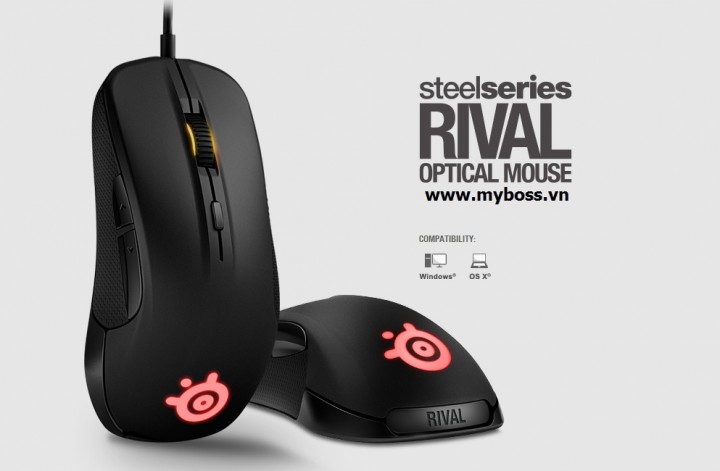 steelseries
RIVAL
OPTICAL MOUSE
www.myboss.vn
COMPATIBILITY:
Windows® OS X®
RIVAL